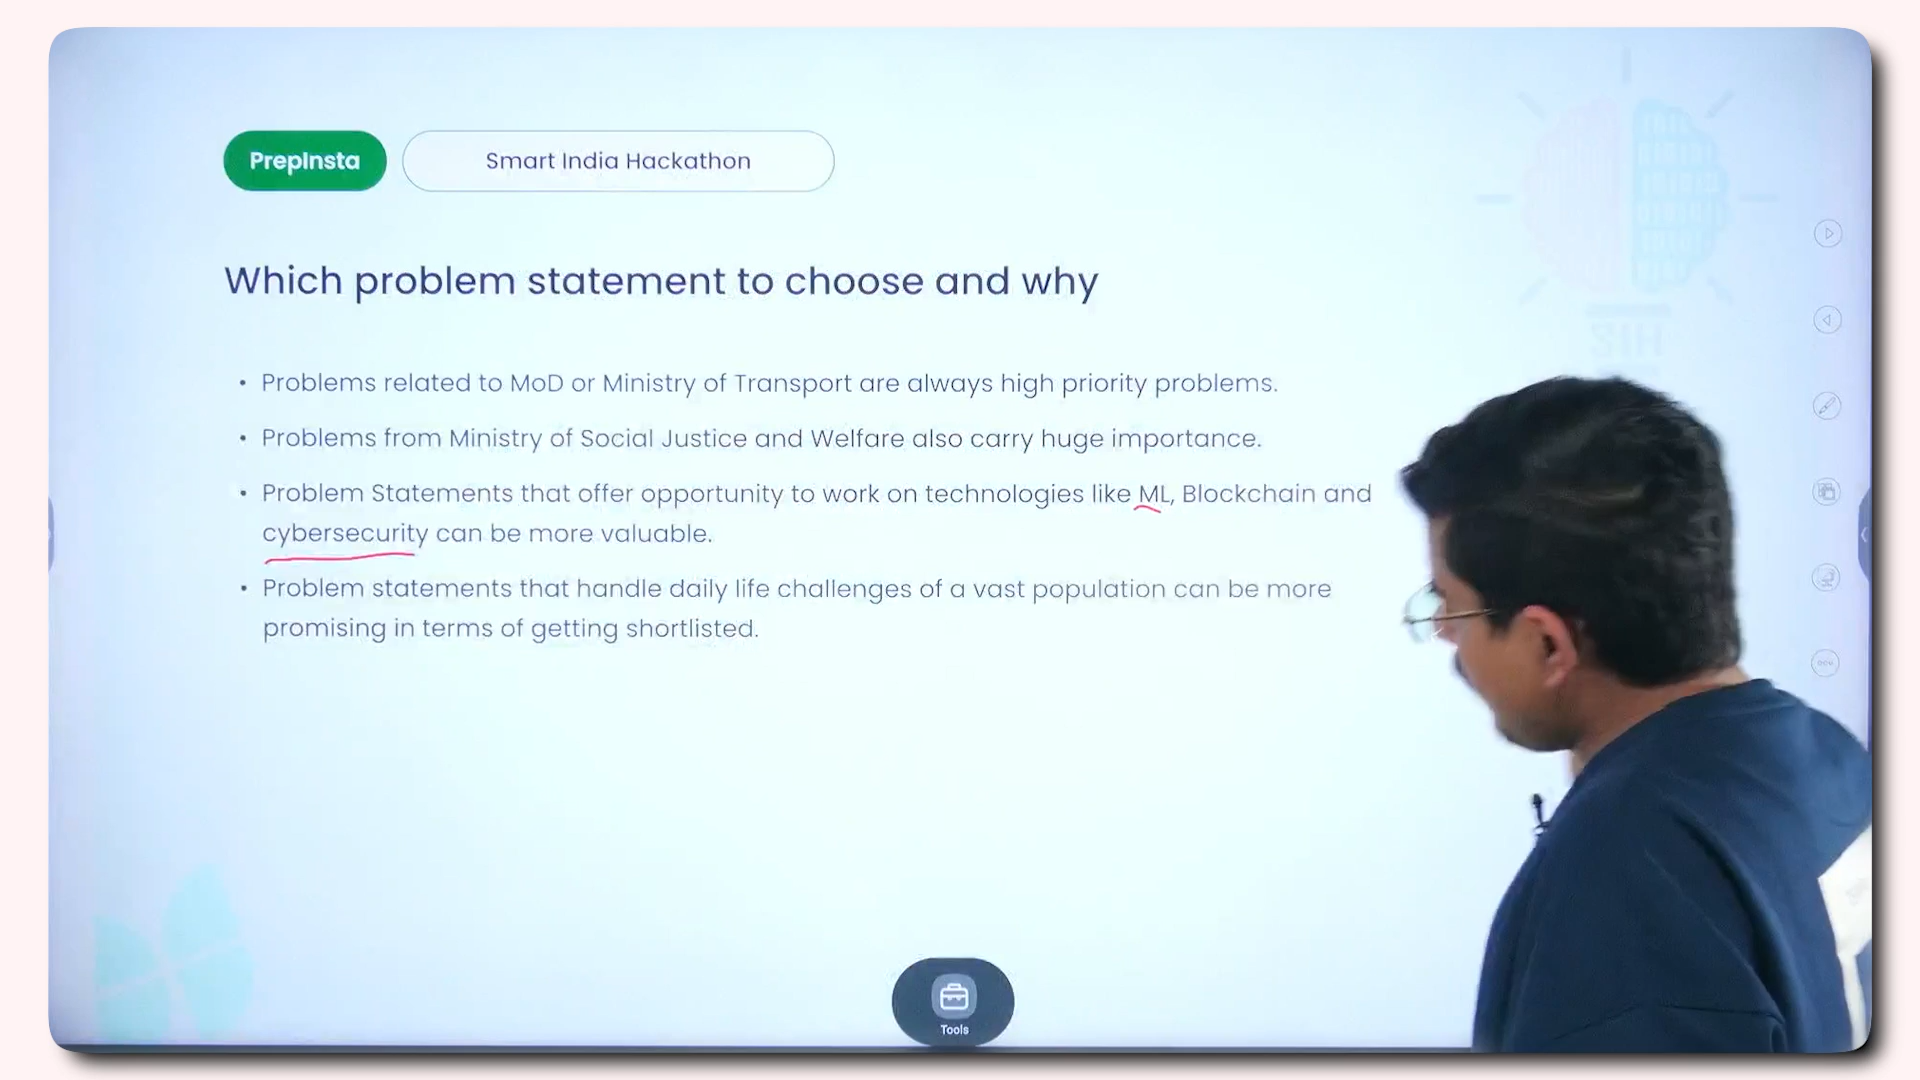 PrepInsta
Smart India Hackathon
SIH
Which problem statement to choose and why
• Problems related to MoD or Ministry of Transport are always high priority problems.
• Problems from Ministry of Social Justice and Welfare also carry huge importance.
• Problem Statements that offer opportunity to work on technologies like ML, Blockchain and
cybersecurity can be more valuable.
• Problem statements that handle daily life challenges of a vast population can be more
promising in terms of getting shortlisted.
Tools